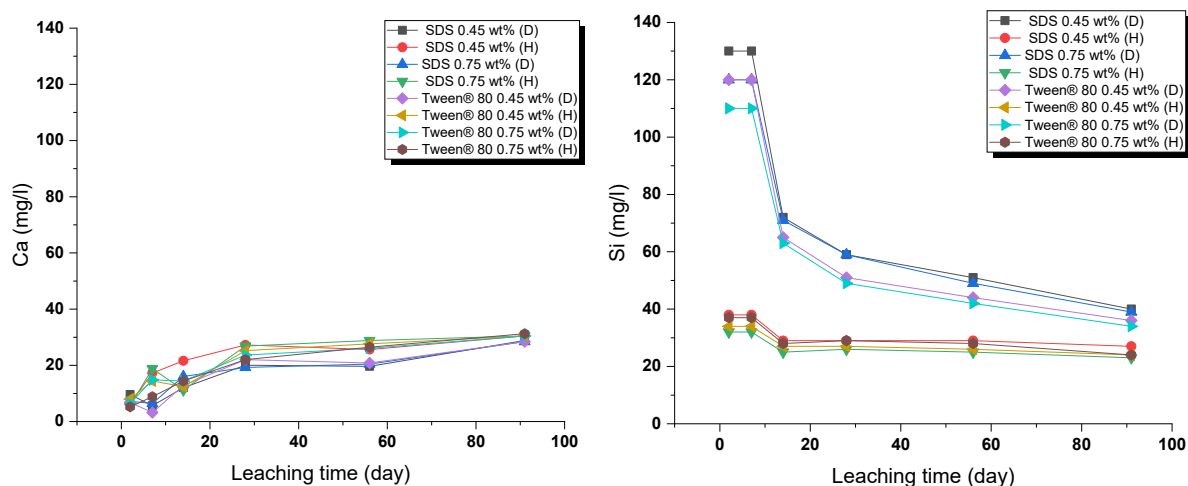 140
120
100
80
60
40
20
0
Ca (mg/l)
0 20 40 60 80 100
Leaching time (day)
SDS 0.45 wt% (D)
SDS 0.45 wt% (H)
SDS 0.75 wt% (D)
SDS 0.75 wt% (H)
Tween® 80 0.45 wt% (D)
Tween® 80 0.45 wt% (H)
Tween® 80 0.75 wt% (D)
Tween® 80 0.75 wt% (H)
140
120
100
80
60
40
20
0
Si (mg/l)
0 20 40 60 80 100
Leaching time (day)
SDS 0.45 wt% (D)
SDS 0.45 wt% (H)
SDS 0.75 wt% (D)
SDS 0.75 wt% (H)
Tween® 80 0.45 wt% (D)
Tween® 80 0.45 wt% (H)
Tween® 80 0.75 wt% (D)
Tween® 80 0.75 wt% (H)